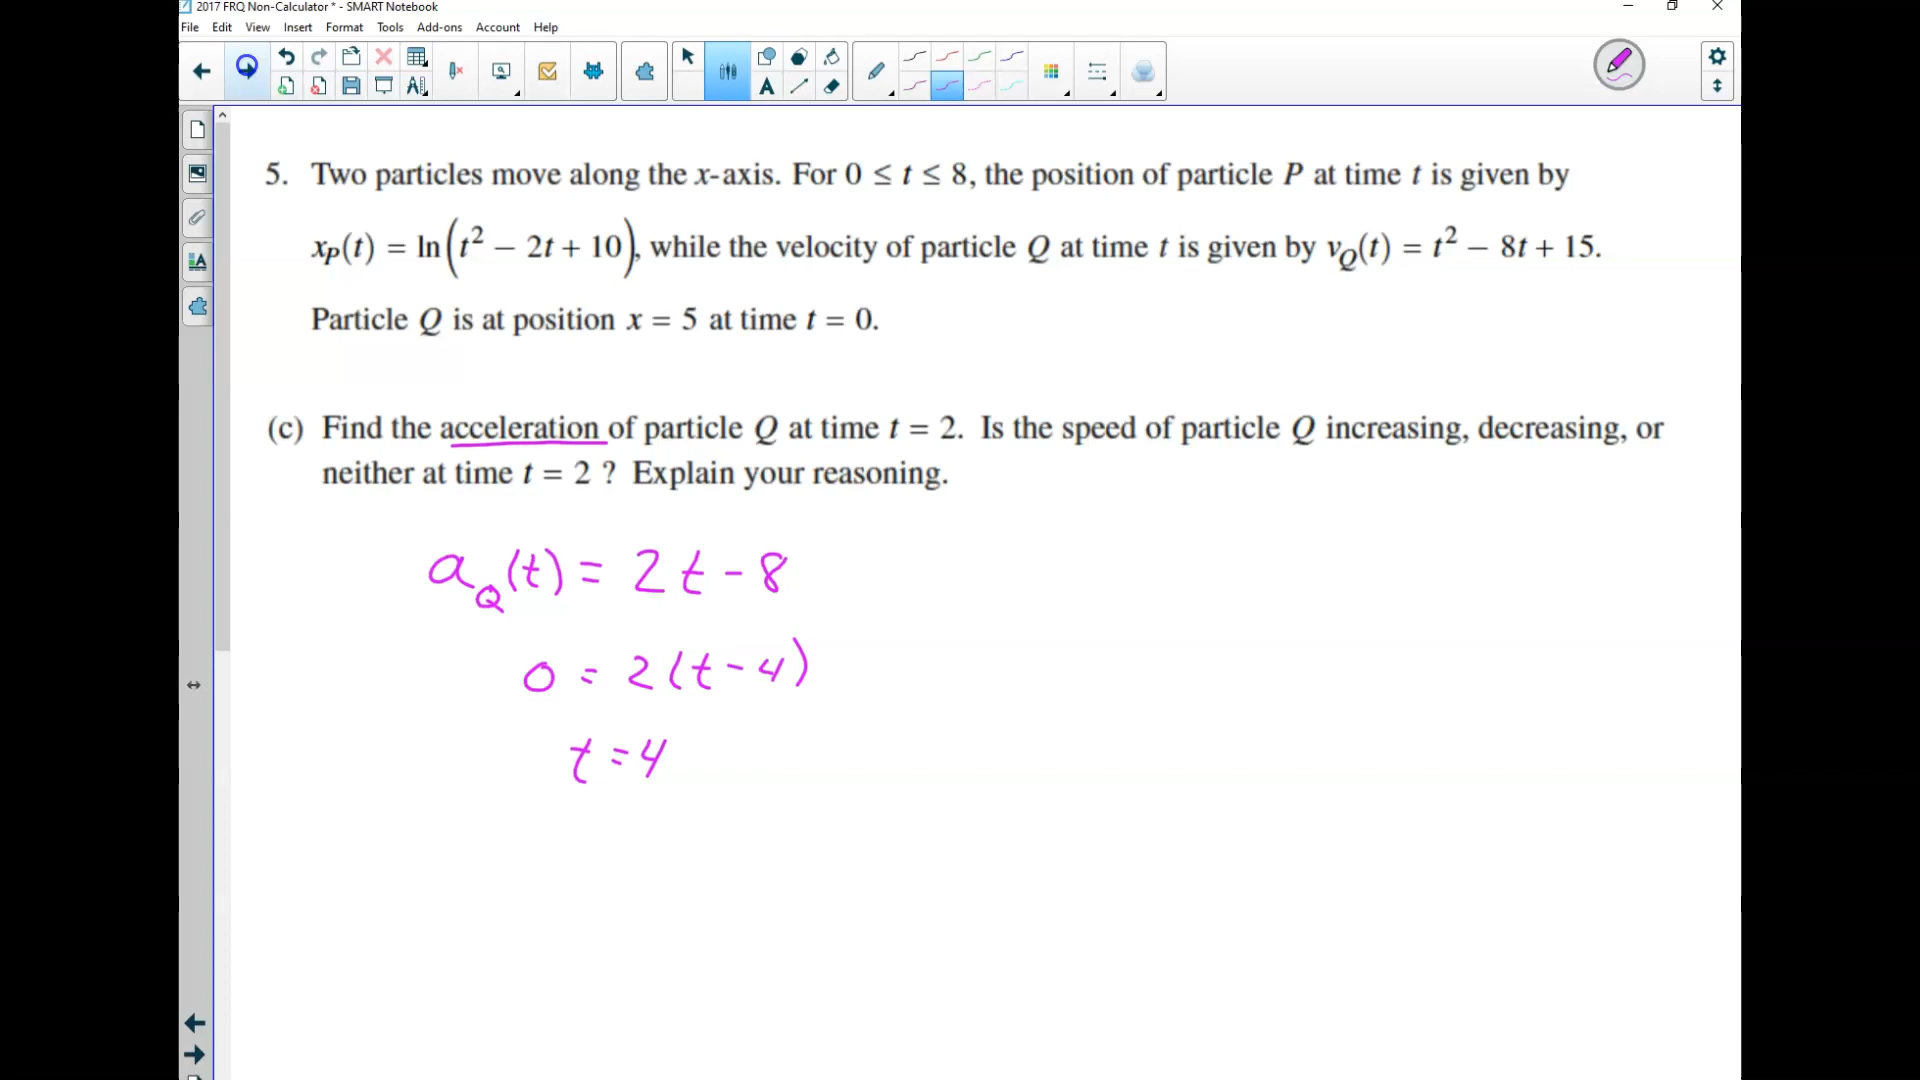 2017 FRQ Non-Calculator * - SMART Notebook
File Edit View Insert Format Tools Add-ons Account Help
5. Two particles move along the x-axis. For 0 ≤ t ≤ 8, the position of particle P at time t is given by
x_P(t) = ln(t² − 2t + 10), while the velocity of particle Q at time t is given by v_Q(t) = t² − 8t + 15.
Particle Q is at position x = 5 at time t = 0.
(c) Find the acceleration of particle Q at time t = 2. Is the speed of particle Q increasing, decreasing, or
neither at time t = 2 ? Explain your reasoning.
a_Q(t) = 2t - 8
0 = 2(t - 4)
t = 4